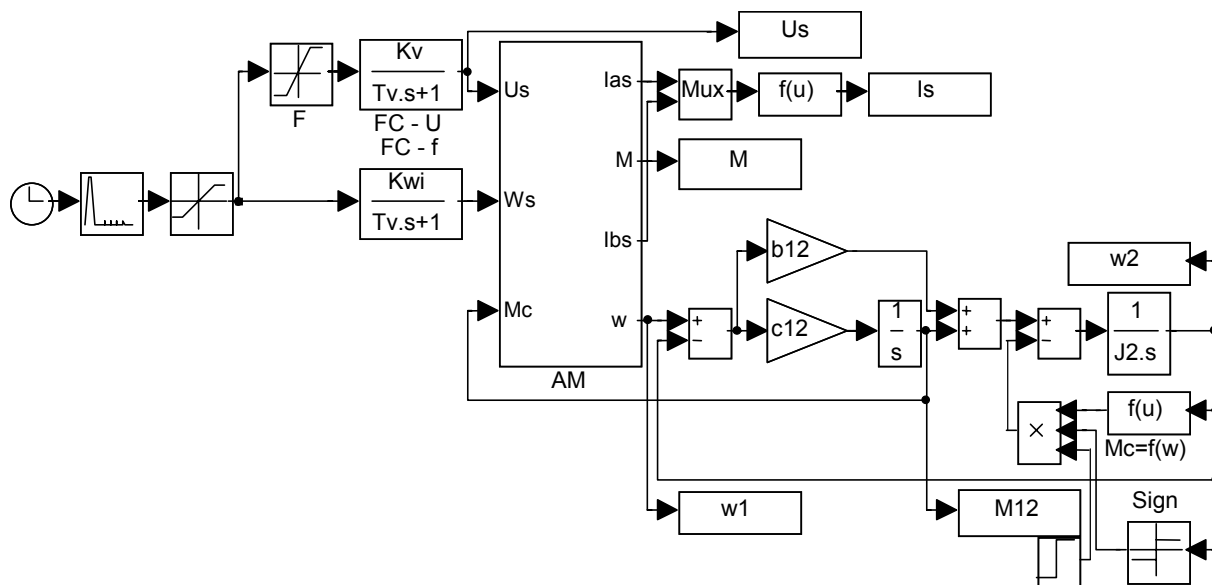 Us
Kv
Tv.s+1
F
FC - U
FC - f
Kwi
Tv.s+1
Us
Ws
Mc
Ias
M
Ibs
w
AM
Mux
f(u)
Is
M
b12
c12
1
s
+
-
+
+
+
-
w2
1
J2.s
f(u)
Mc=f(w)
×
w1
M12
Sign